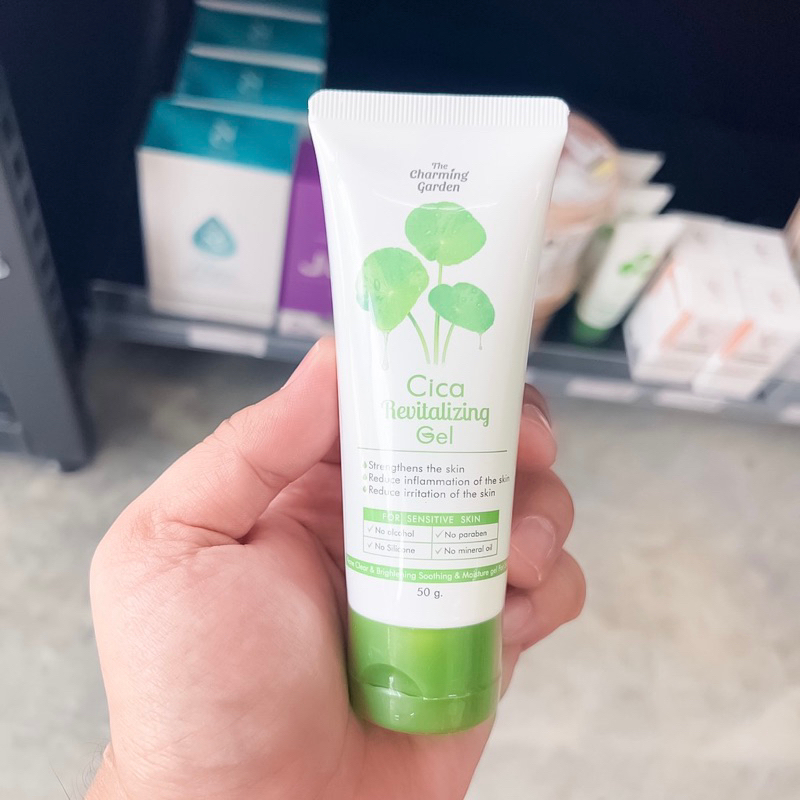 The
Charming
Garden
Cica
Revitalizing
Gel
Strengthens the skin
Reduce inflammation of the skin
Reduce irritation of the skin
FOR SENSITIVE SKIN
✓ No alcohol ✓ No paraben
✓ No Silicone ✓ No mineral oil
Clear & Brightening Soothing & Moisture gel
50 g.